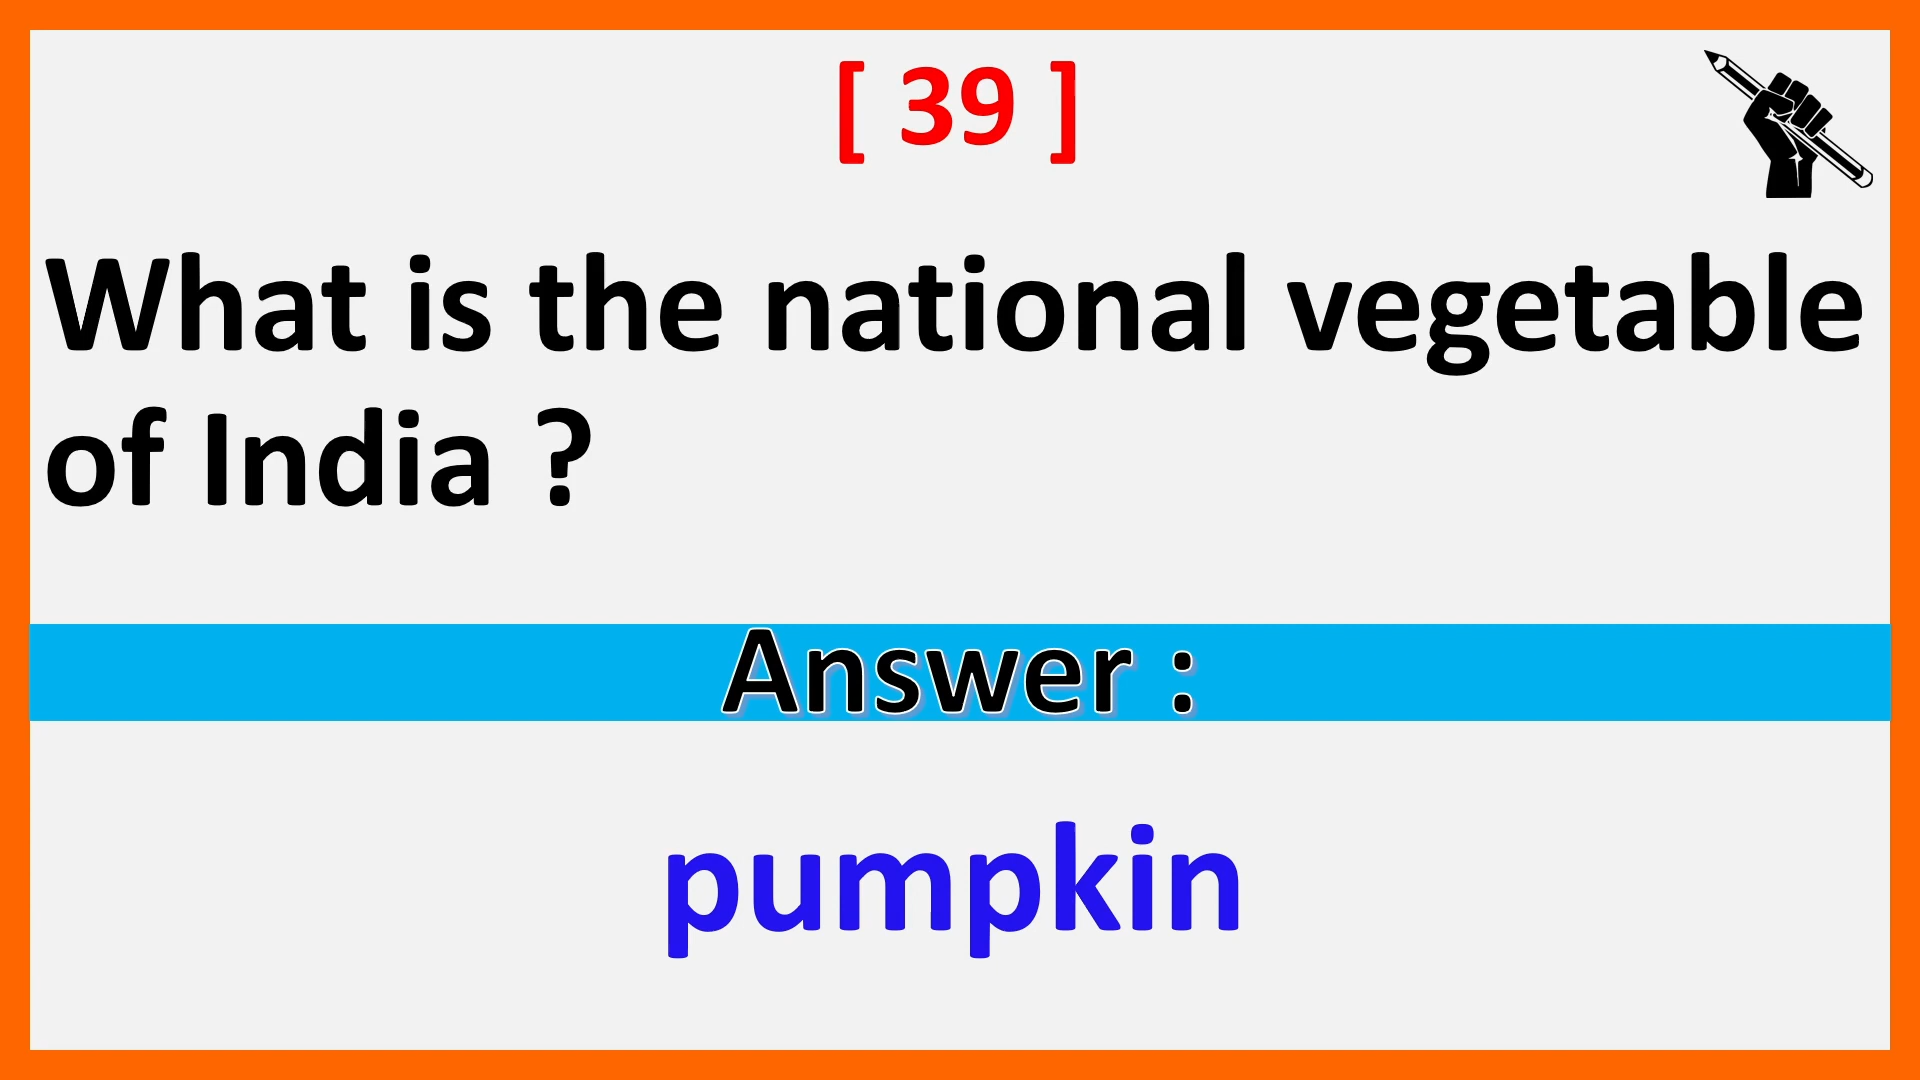 [ 39 ]
What is the national vegetable
of India ?
Answer :
pumpkin